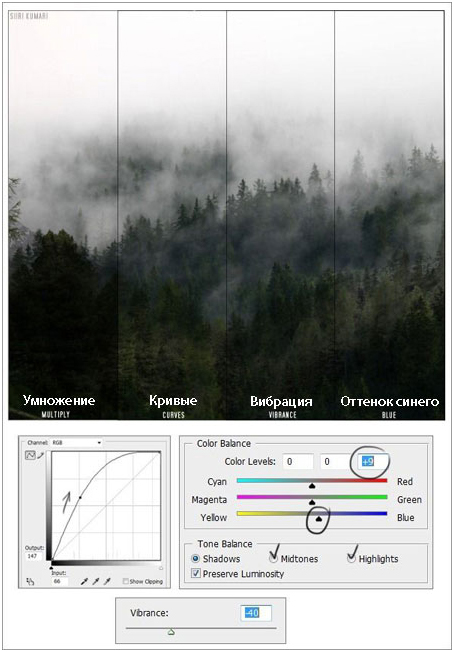 SIIRI KUMARI
Умножение Кривые Вибрация Оттенок синего
MULTIPLY CURVES VIBRANCE BLUE
Channel: RGB
Output:
147
Input:
66
Show Clipping
Color Balance
Color Levels: 0 0 +9
Cyan Red
Magenta Green
Yellow Blue
Tone Balance
Shadows Midtones Highlights
Preserve Luminosity
Vibrance: -40